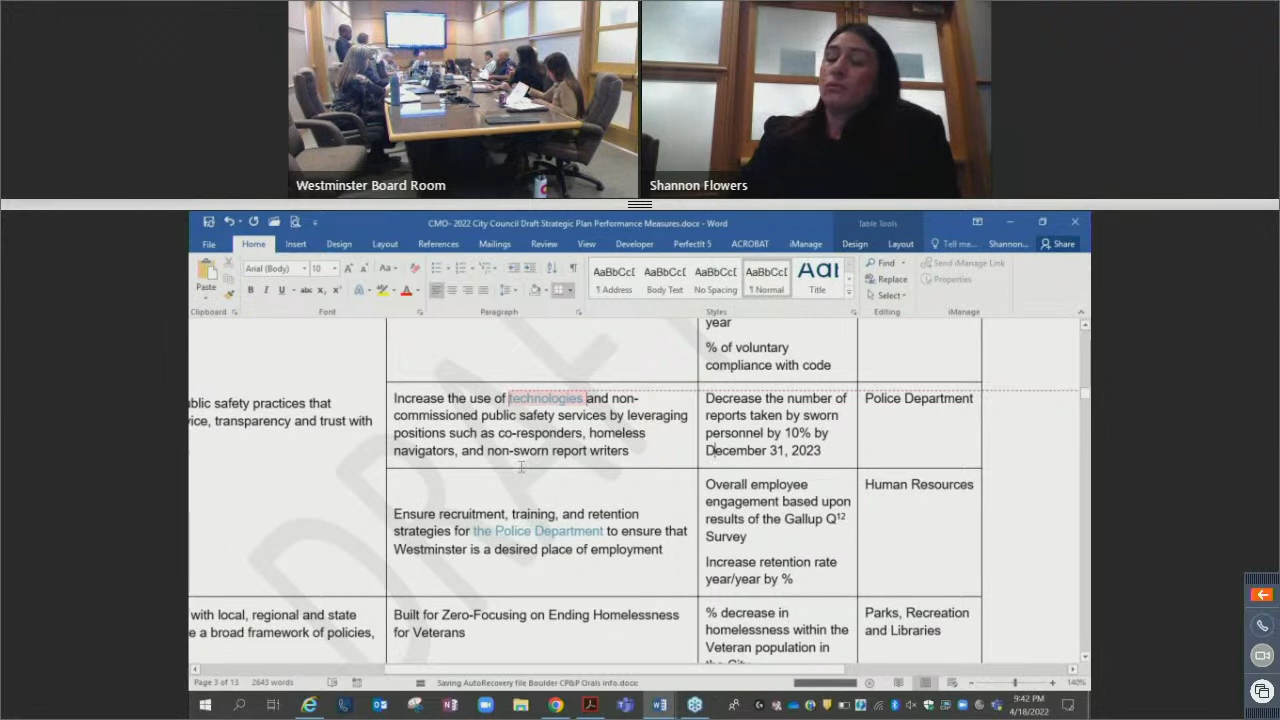 Westminster Board Room
Shannon Flowers
CMO- 2022 City Council Draft Strategic Plan Performance Measures.docx - Word
Table Tools
File Home Insert Design Layout References Mailings Review View Developer PerfectIt 5 ACROBAT iManage Design Layout Tell me... Shannon... Share
Paste
Clipboard
Arial (Body) 10
Font
Paragraph
AaBbCcI AaBbCcI AaBbCcI AaBbCcI
¶ Address Body Text No Spacing ¶ Normal Title
Styles
Find
Replace
Select
Editing
Send iManage Link
Properties
iManage
year
% of voluntary
compliance with code
ublic safety practices that
vice, transparency and trust with
Increase the use of technologies and non-
commissioned public safety services by leveraging
positions such as co-responders, homeless
navigators, and non-sworn report writers
Decrease the number of
reports taken by sworn
personnel by 10% by
December 31, 2023
Police Department
Ensure recruitment, training, and retention
strategies for the Police Department to ensure that
Westminster is a desired place of employment
Overall employee
engagement based upon
results of the Gallup Q12
Survey
Increase retention rate
year/year by %
Human Resources
with local, regional and state
e a broad framework of policies,
Built for Zero-Focusing on Ending Homelessness
for Veterans
% decrease in
homelessness within the
Veteran population in
the City
Parks, Recreation
and Libraries
DRAFT
Page 3 of 13 2643 words Saving AutoRecovery file Boulder CP&P Orals info.docx 140%
9:42 PM
4/18/2022